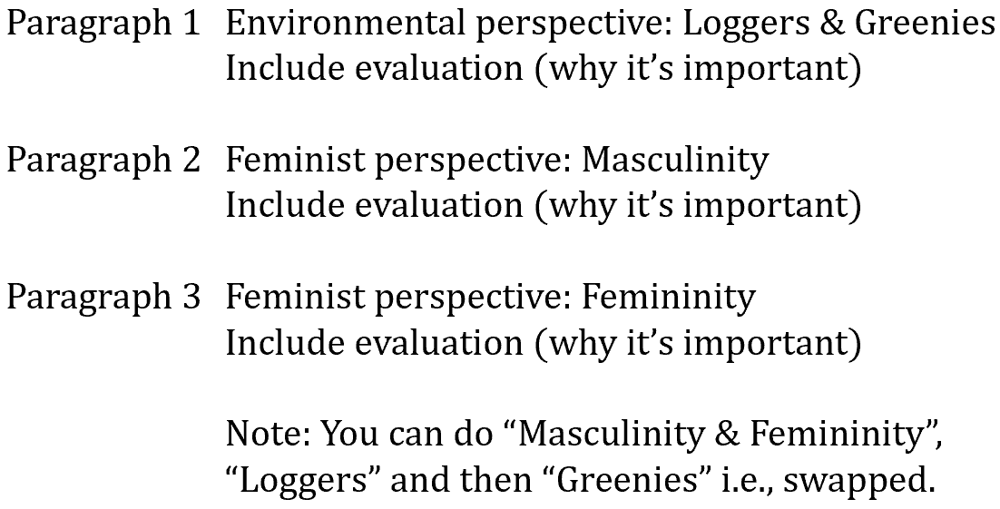 Paragraph 1 Environmental perspective: Loggers & Greenies
Include evaluation (why it’s important)
Paragraph 2 Feminist perspective: Masculinity
Include evaluation (why it’s important)
Paragraph 3 Feminist perspective: Femininity
Include evaluation (why it’s important)
Note: You can do “Masculinity & Femininity”,
“Loggers” and then “Greenies” i.e., swapped.